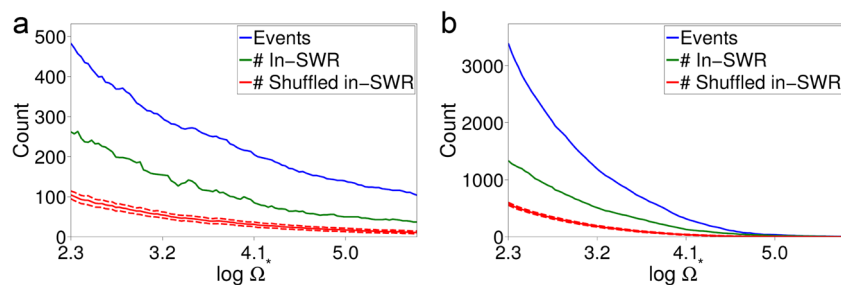 a
500
400
300
200
100
0
Count
Events
# In-SWR
# Shuffled in-SWR
2.3 3.2 4.1 5.0
log Ω*
b
3000
2000
1000
0
Count
Events
# In-SWR
# Shuffled in-SWR
2.3 3.2 4.1 5.0
log Ω*